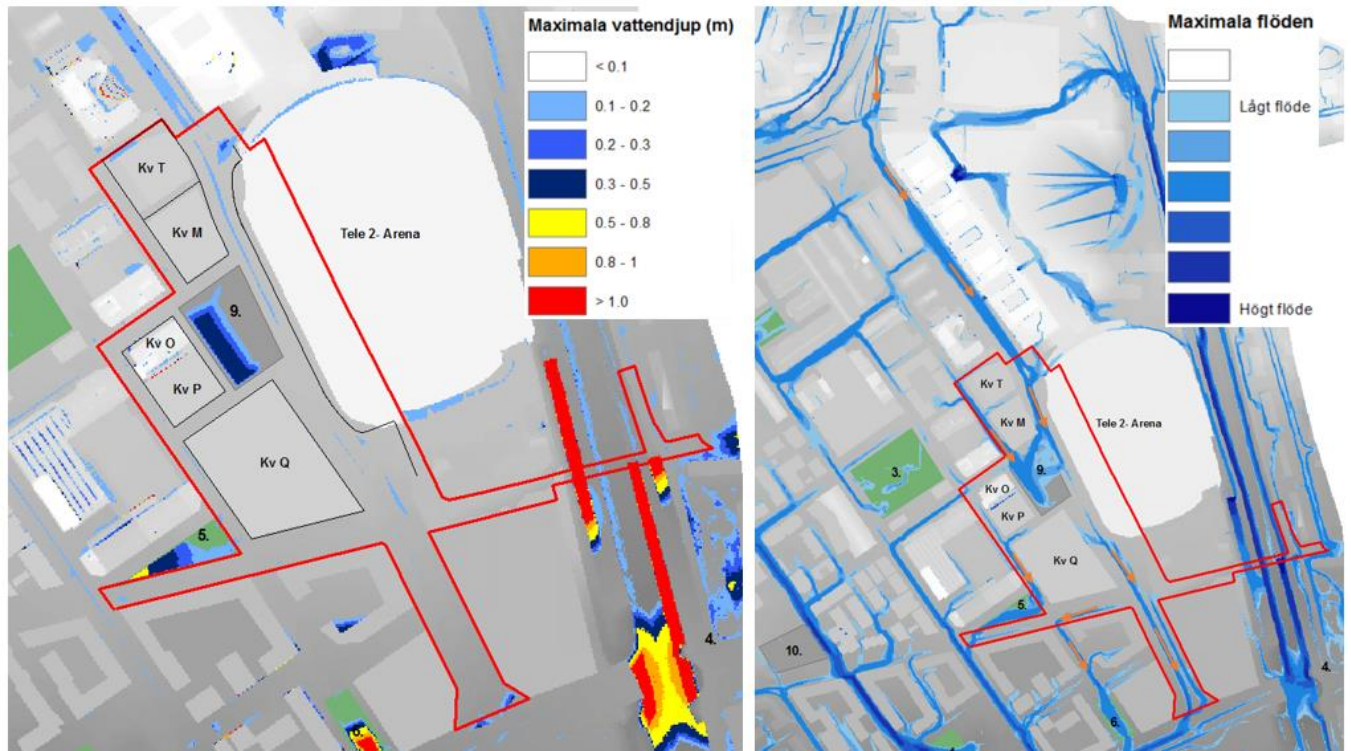 Maximala vattendjup (m)
< 0.1
0.1 - 0.2
0.2 - 0.3
0.3 - 0.5
0.5 - 0.8
0.8 - 1
> 1.0
Kv T
Kv M
Tele 2- Arena
9.
Kv O
Kv P
Kv Q
5.
4.
6.
Maximala flöden
Lågt flöde
Högt flöde
Kv T
Kv M
Tele 2- Arena
3.
9.
Kv O
Kv P
Kv Q
5.
10.
4.
6.